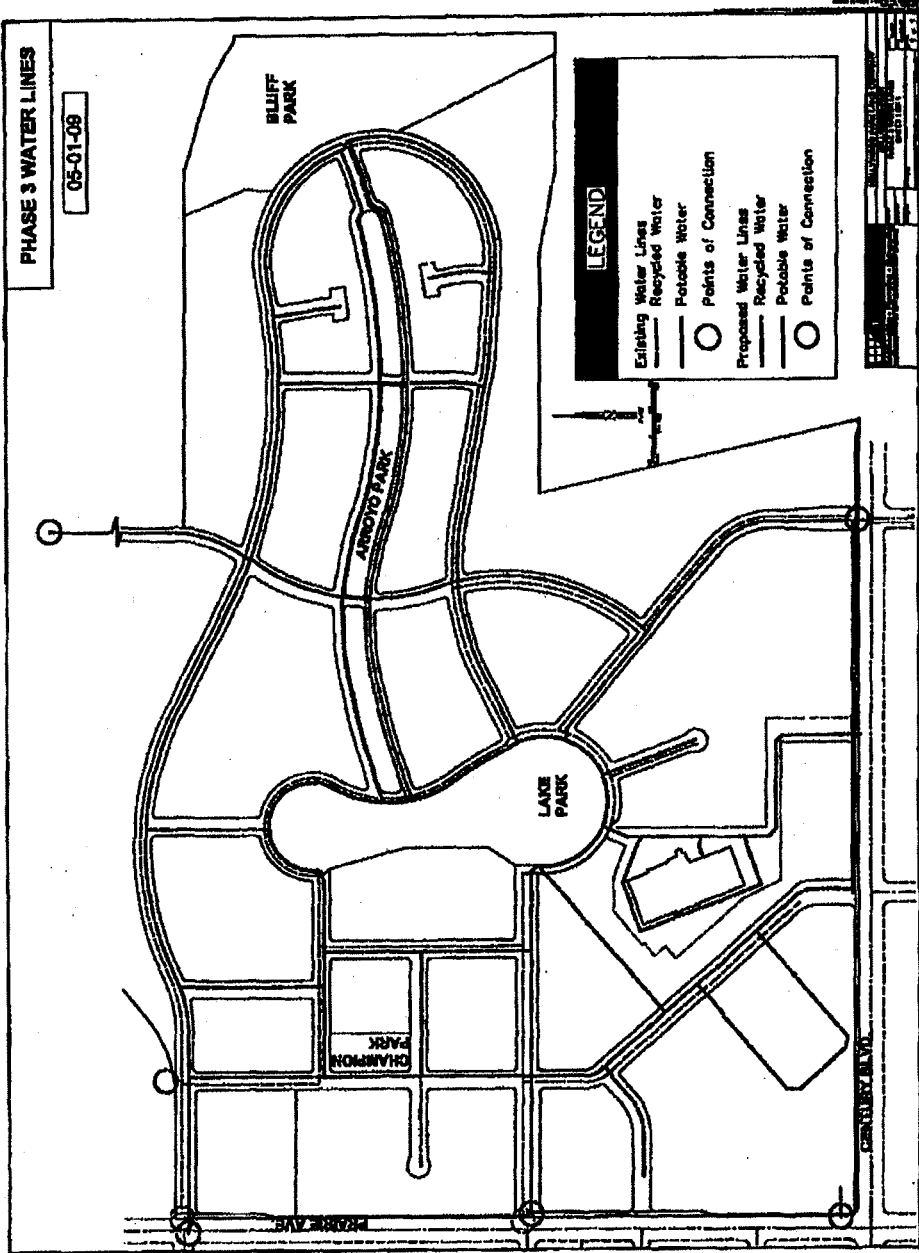 PHASE 3 WATER LINES
05-01-09
BLUFF
PARK
ARROYO PARK
LAKE
PARK
CHAMPION
PARK
PRAIRIE AVE.
CENTURY BLVD.
LEGEND
Existing Water Lines
Recycled Water
Potable Water
Points of Connection
Proposed Water Lines
Recycled Water
Potable Water
Points of Connection